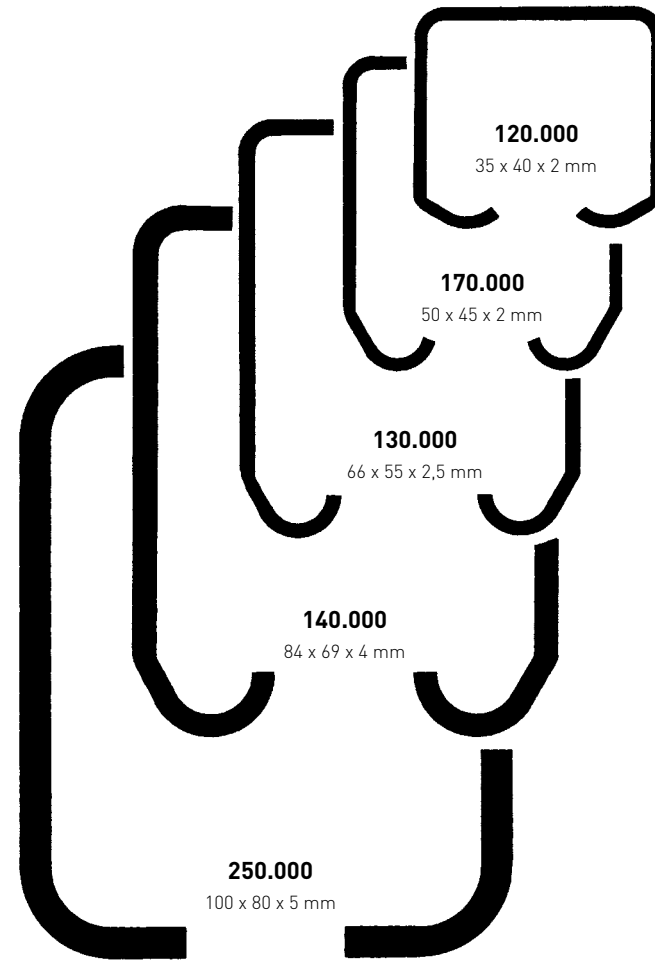 120.000
35 x 40 x 2 mm
170.000
50 x 45 x 2 mm
130.000
66 x 55 x 2,5 mm
140.000
84 x 69 x 4 mm
250.000
100 x 80 x 5 mm